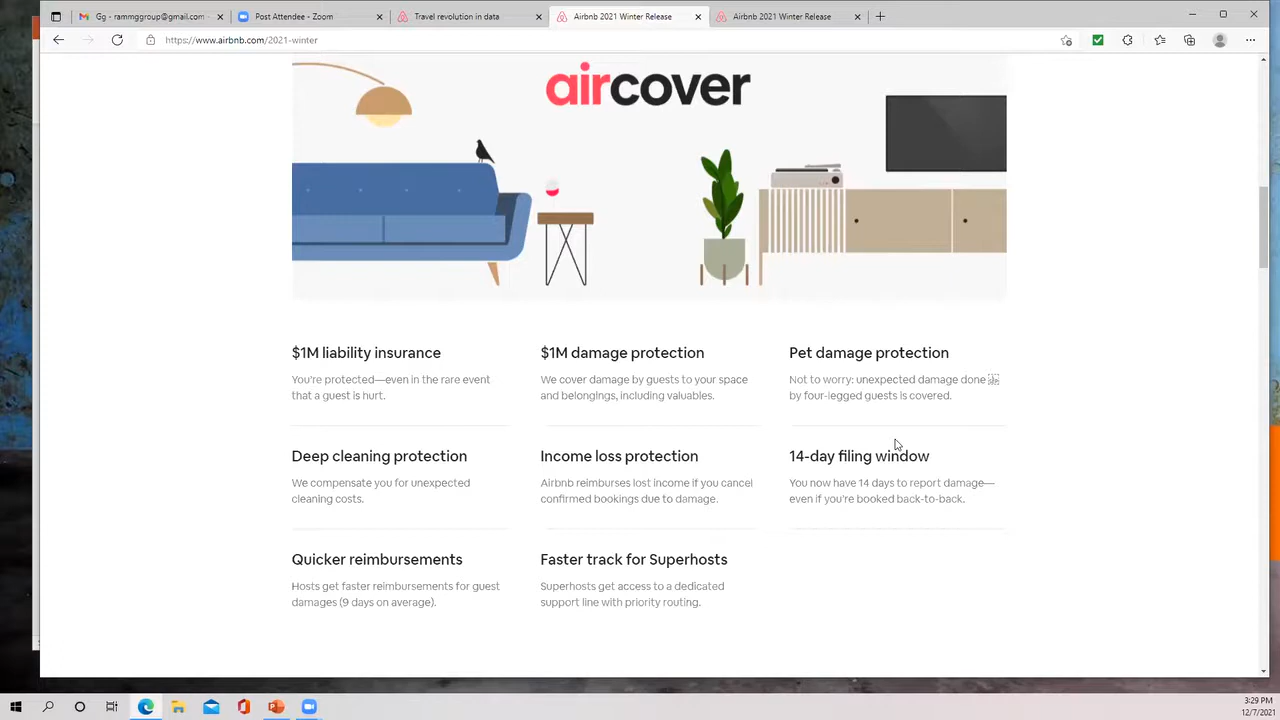 Gg - rammggroup@gmail.com -
Post Attendee - Zoom
Travel revolution in data
Airbnb 2021 Winter Release
Airbnb 2021 Winter Release
https://www.airbnb.com/2021-winter
aircover
$1M liability insurance
You're protected—even in the rare event
that a guest is hurt.
$1M damage protection
We cover damage by guests to your space
and belongings, including valuables.
Pet damage protection
Not to worry: unexpected damage done
by four-legged guests is covered.
Deep cleaning protection
We compensate you for unexpected
cleaning costs.
Income loss protection
Airbnb reimburses lost income if you cancel
confirmed bookings due to damage.
14-day filing window
You now have 14 days to report damage—
even if you're booked back-to-back.
Quicker reimbursements
Hosts get faster reimbursements for guest
damages (9 days on average).
Faster track for Superhosts
Superhosts get access to a dedicated
support line with priority routing.
3:29 PM
12/7/2021